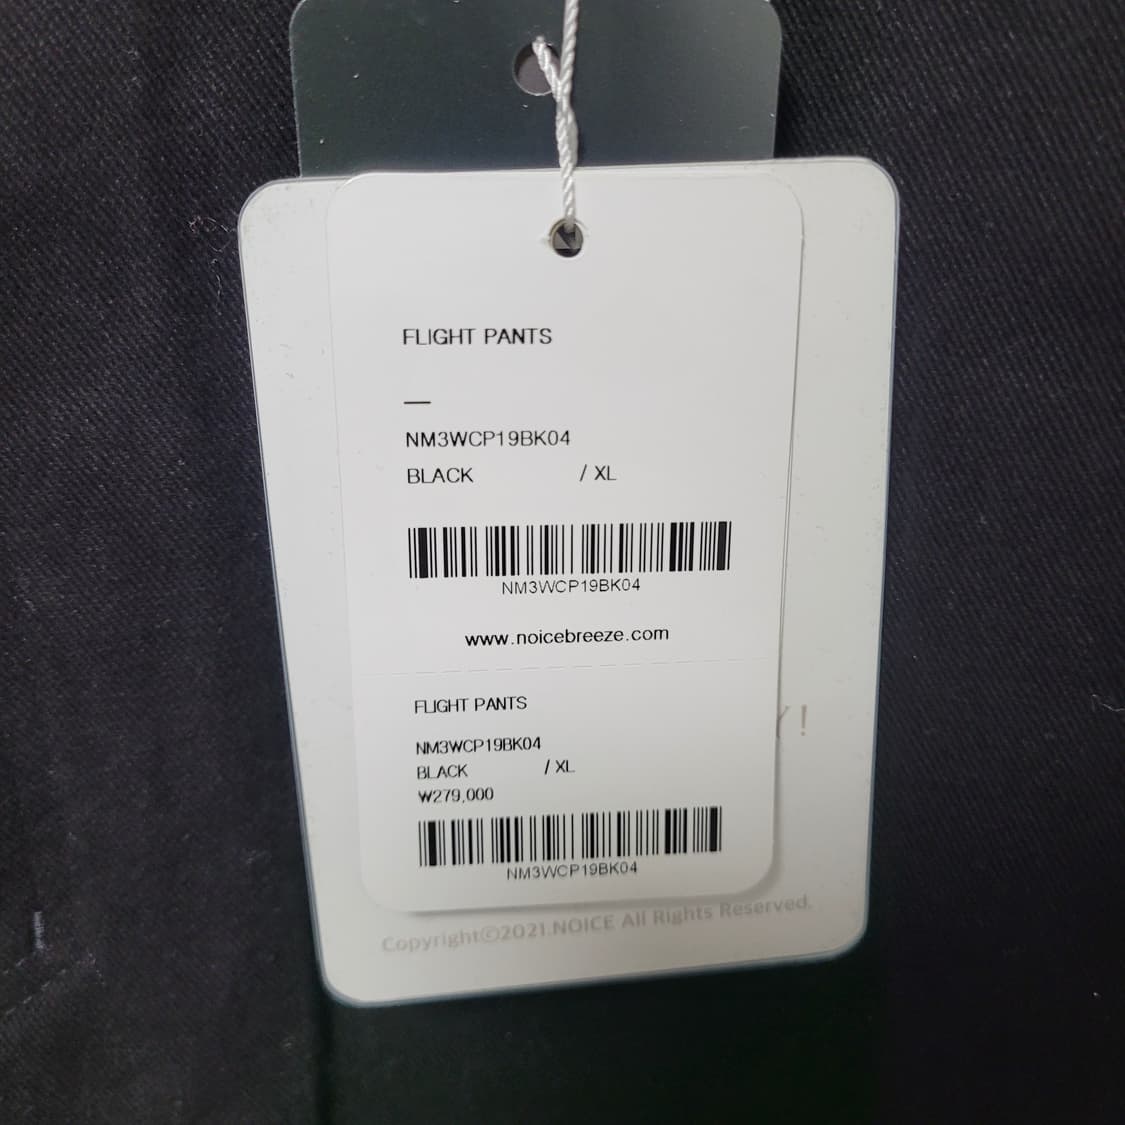 FLIGHT PANTS
—
NM3WCP19BK04
BLACK / XL
NM3WCP19BK04
www.noicebreeze.com
FLIGHT PANTS
NM3WCP19BK04
BLACK / XL
₩279,000
NM3WCP19BK04
Copyright©2021.NOICE All Rights Reserved.